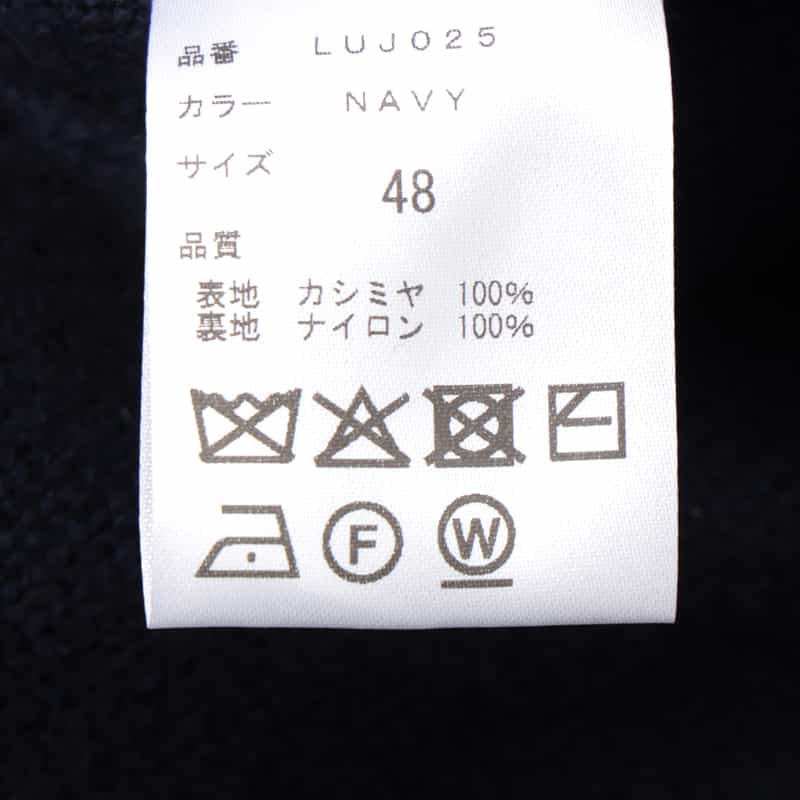 品番 LUJ025
カラー NAVY
サイズ 48
品質
表地 カシミヤ 100%
裏地 ナイロン 100%
F W